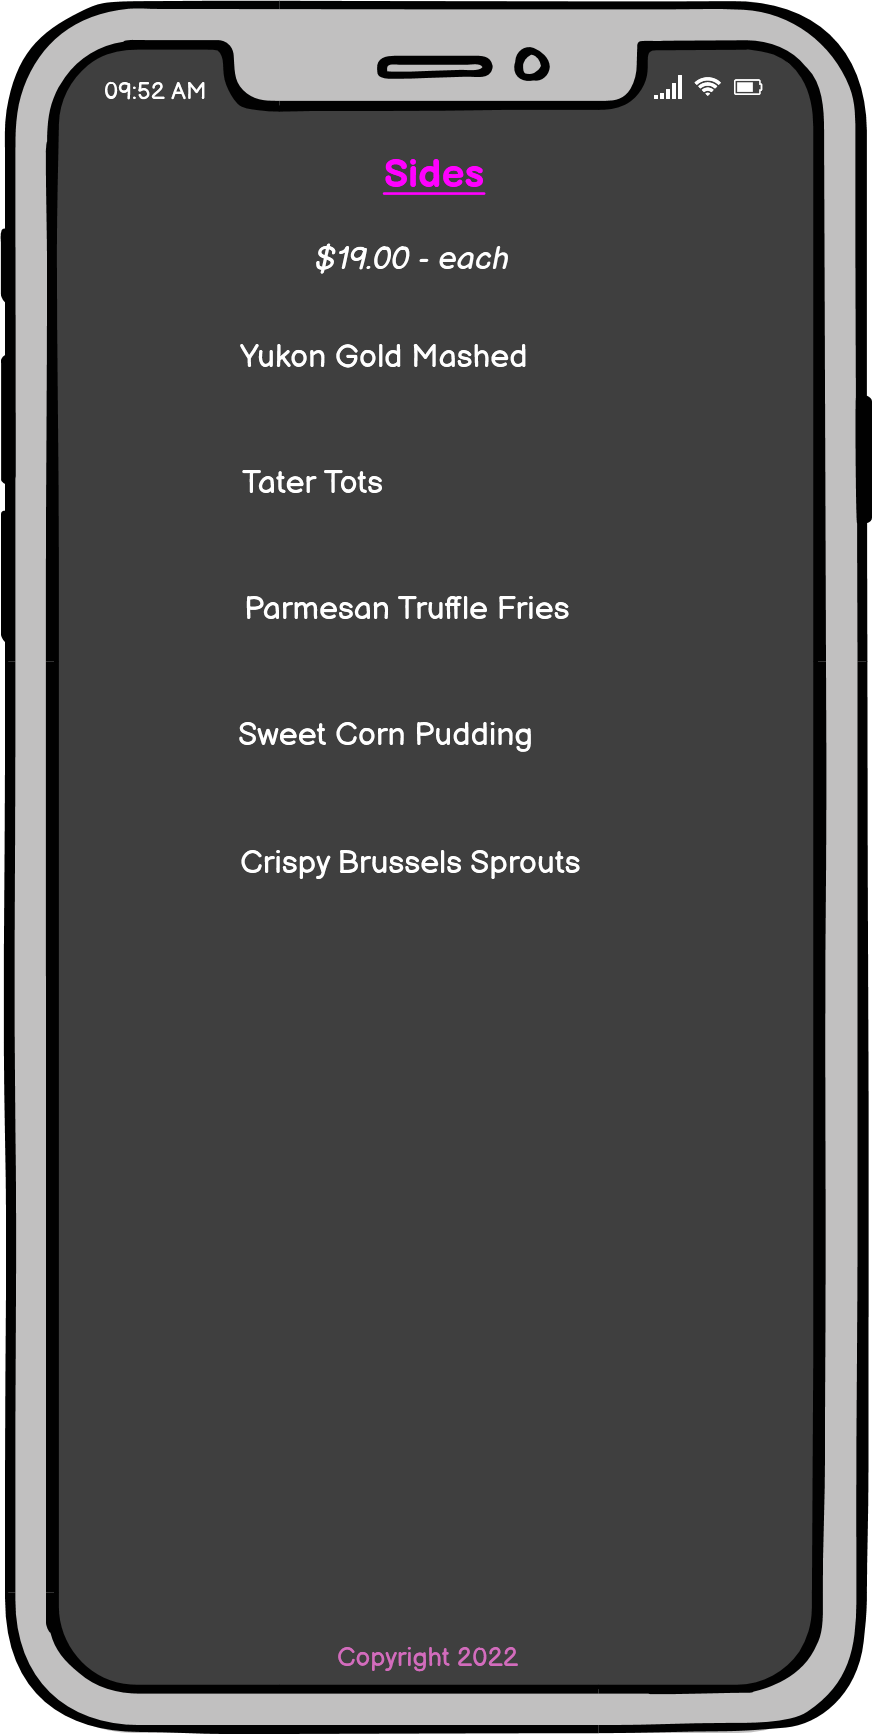 09:52 AM
Sides
$19.00 - each
Yukon Gold Mashed
Tater Tots
Parmesan Truffle Fries
Sweet Corn Pudding
Crispy Brussels Sprouts
Copyright 2022